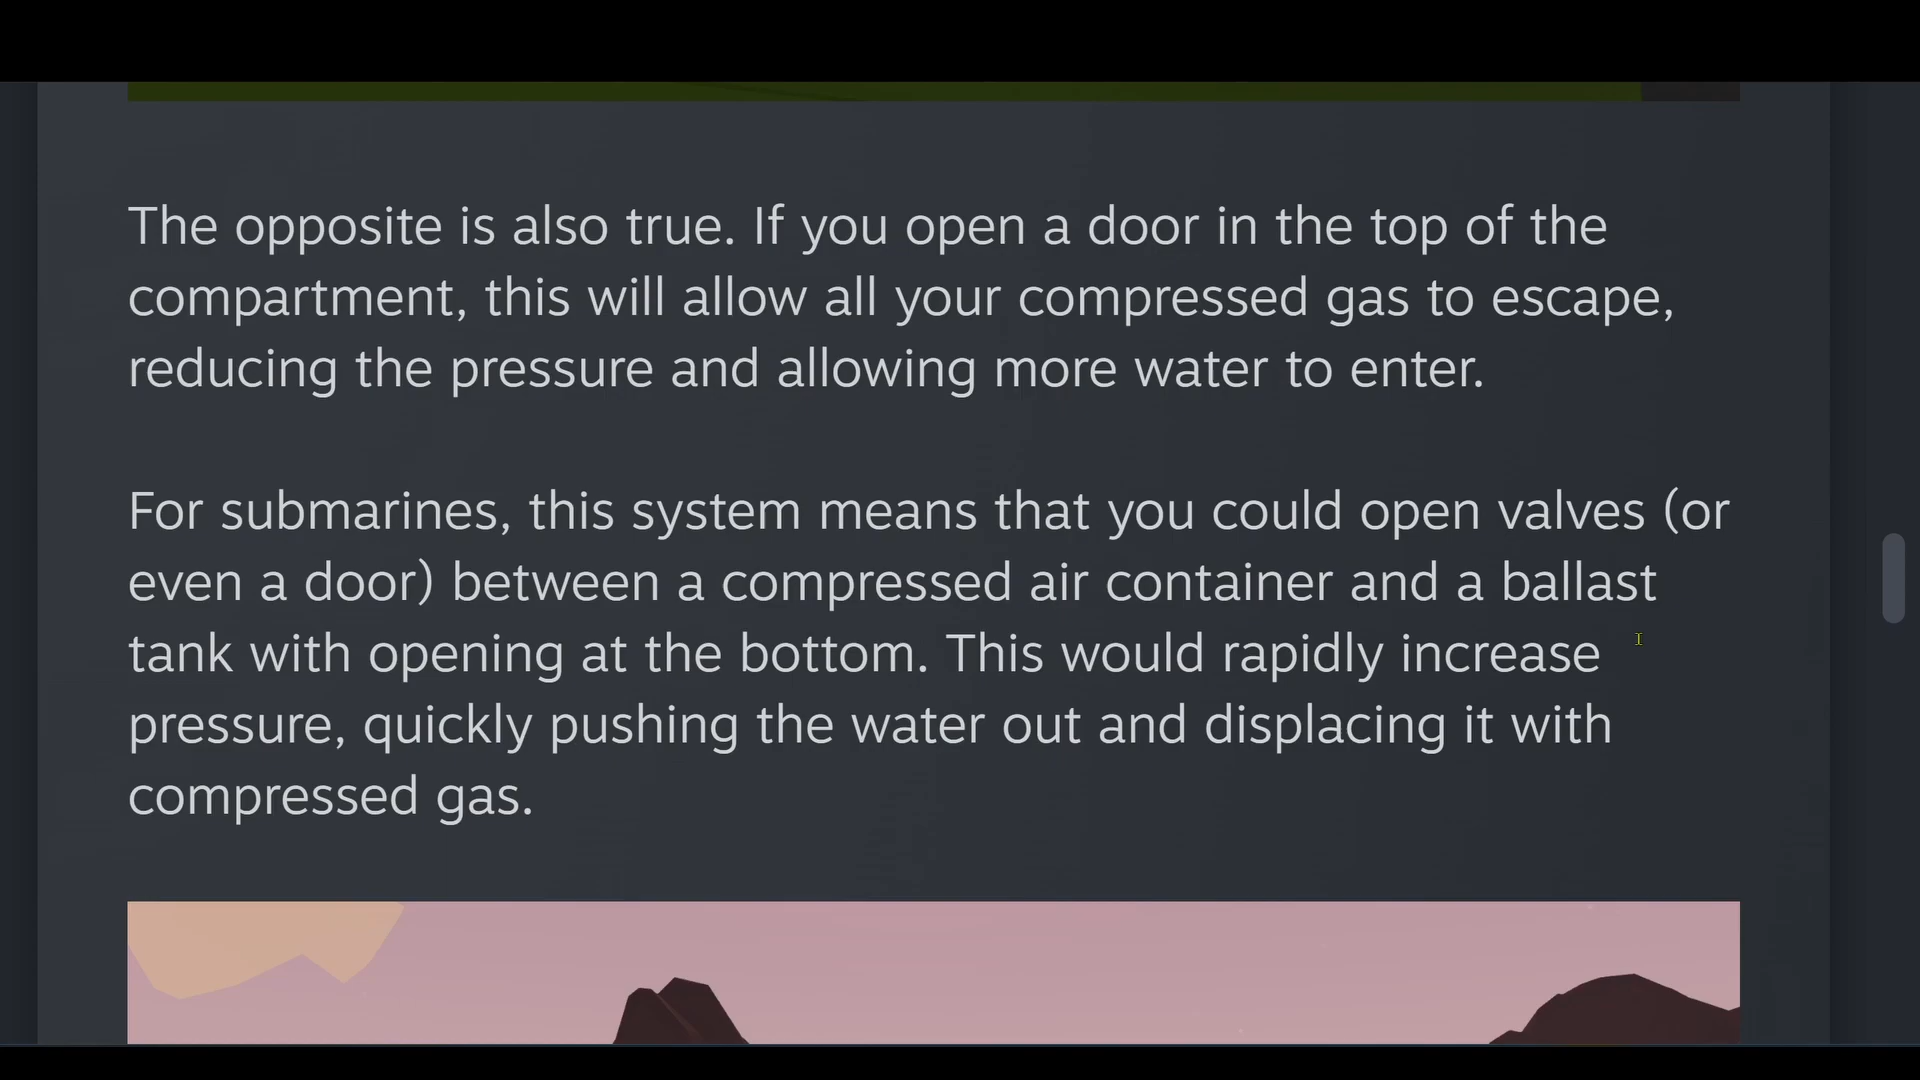 The opposite is also true. If you open a door in the top of the
compartment, this will allow all your compressed gas to escape,
reducing the pressure and allowing more water to enter.
For submarines, this system means that you could open valves (or
even a door) between a compressed air container and a ballast
tank with opening at the bottom. This would rapidly increase
pressure, quickly pushing the water out and displacing it with
compressed gas.